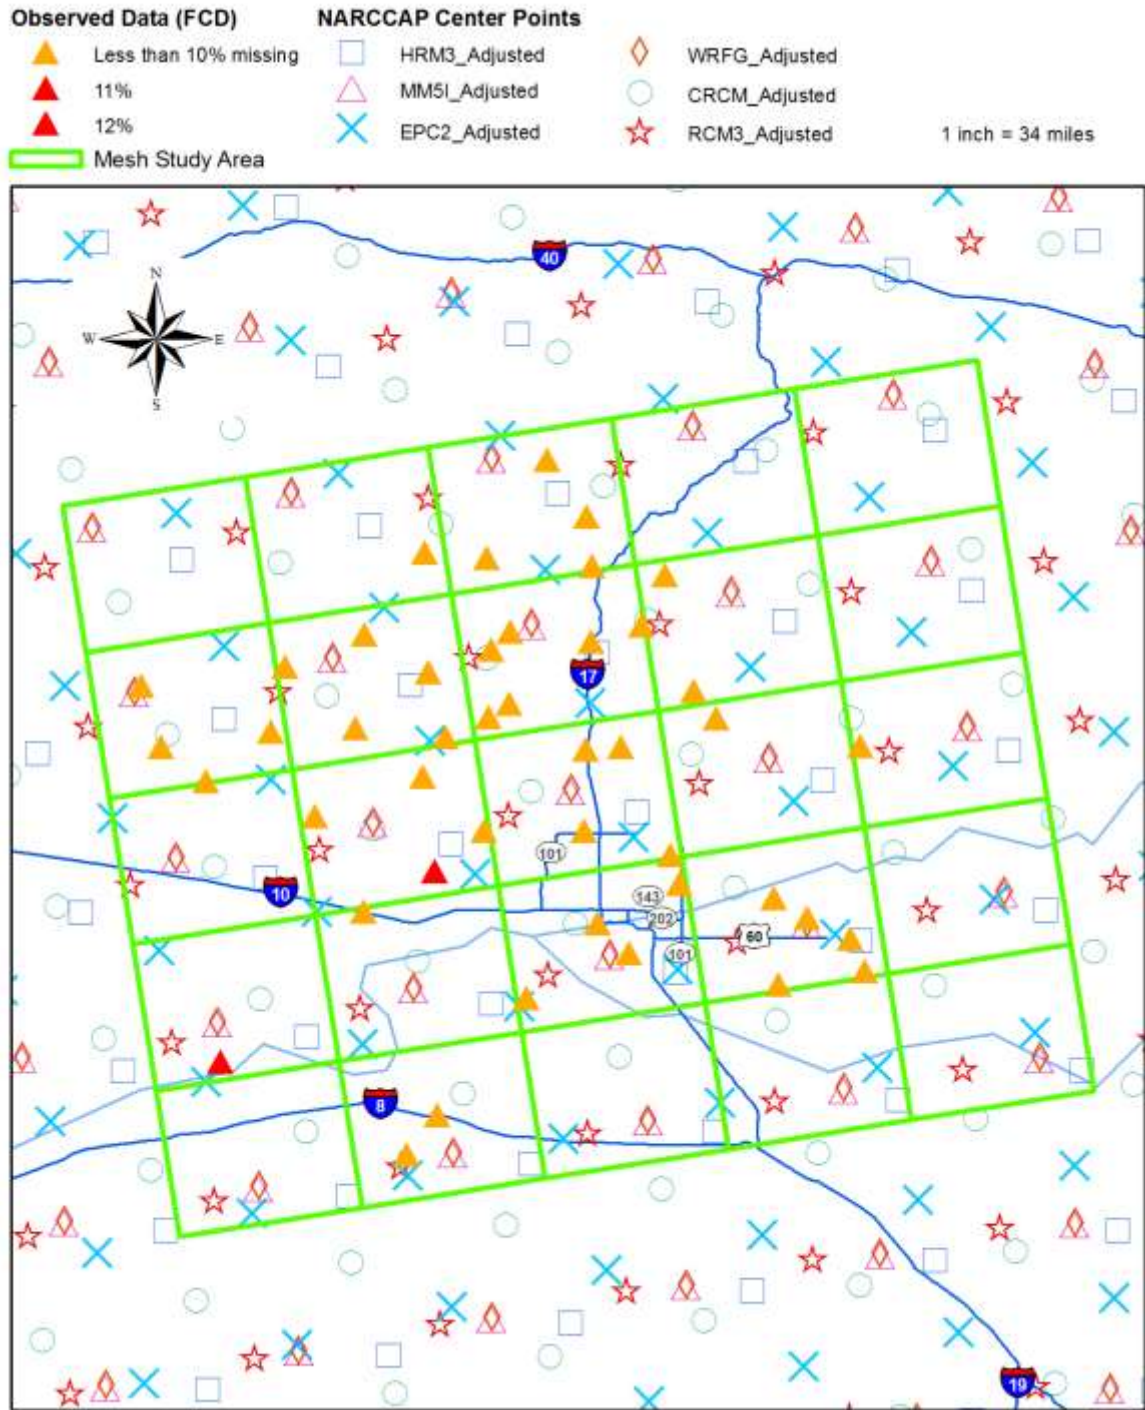 Observed Data (FCD)
NARCCAP Center Points
Less than 10% missing
HRM3_Adjusted
WRFG_Adjusted
11%
MM5I_Adjusted
CRCM_Adjusted
12%
EPC2_Adjusted
RCM3_Adjusted
1 inch = 34 miles
Mesh Study Area
40
N
W
E
S
17
101
10
143
202
60
101
8
19